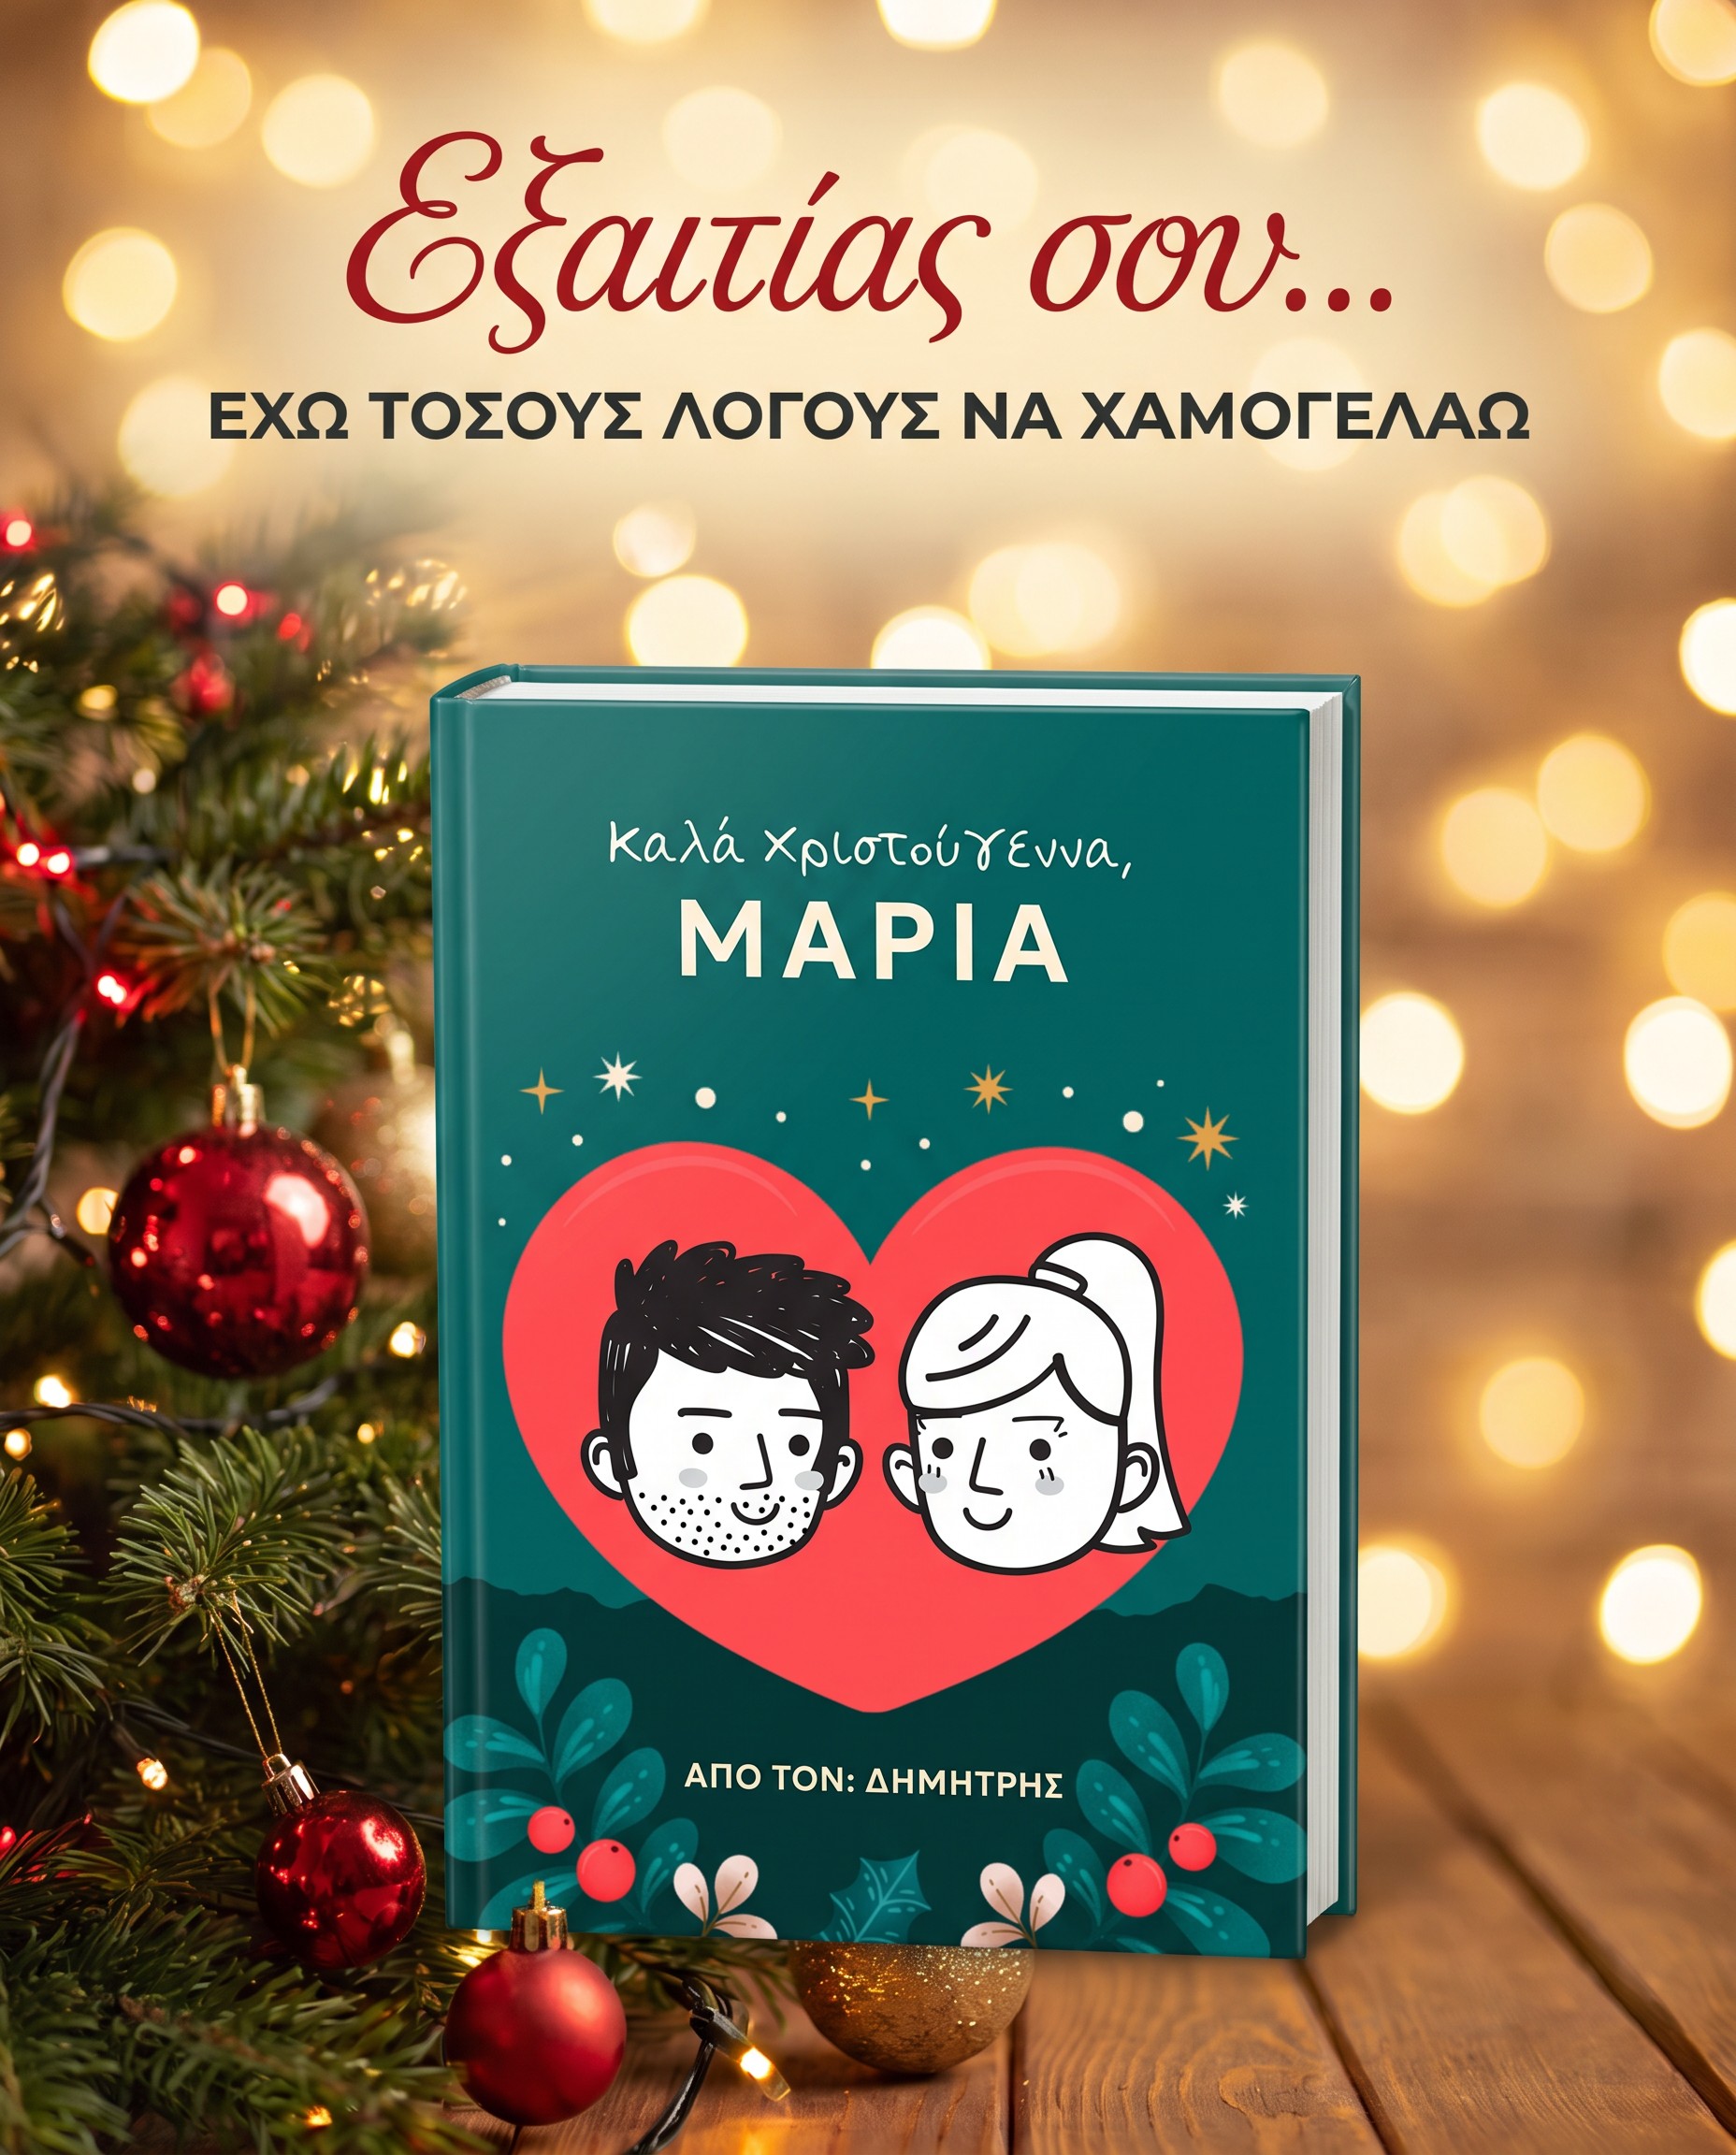 Εξαιτίας σου...
ΕΧΩ ΤΟΣΟΥΣ ΛΟΓΟΥΣ ΝΑ ΧΑΜΟΓΕΛΑΩ
Καλά Χριστούγεννα,
ΜΑΡΙΑ
ΑΠΟ ΤΟΝ: ΔΗΜΗΤΡΗΣ